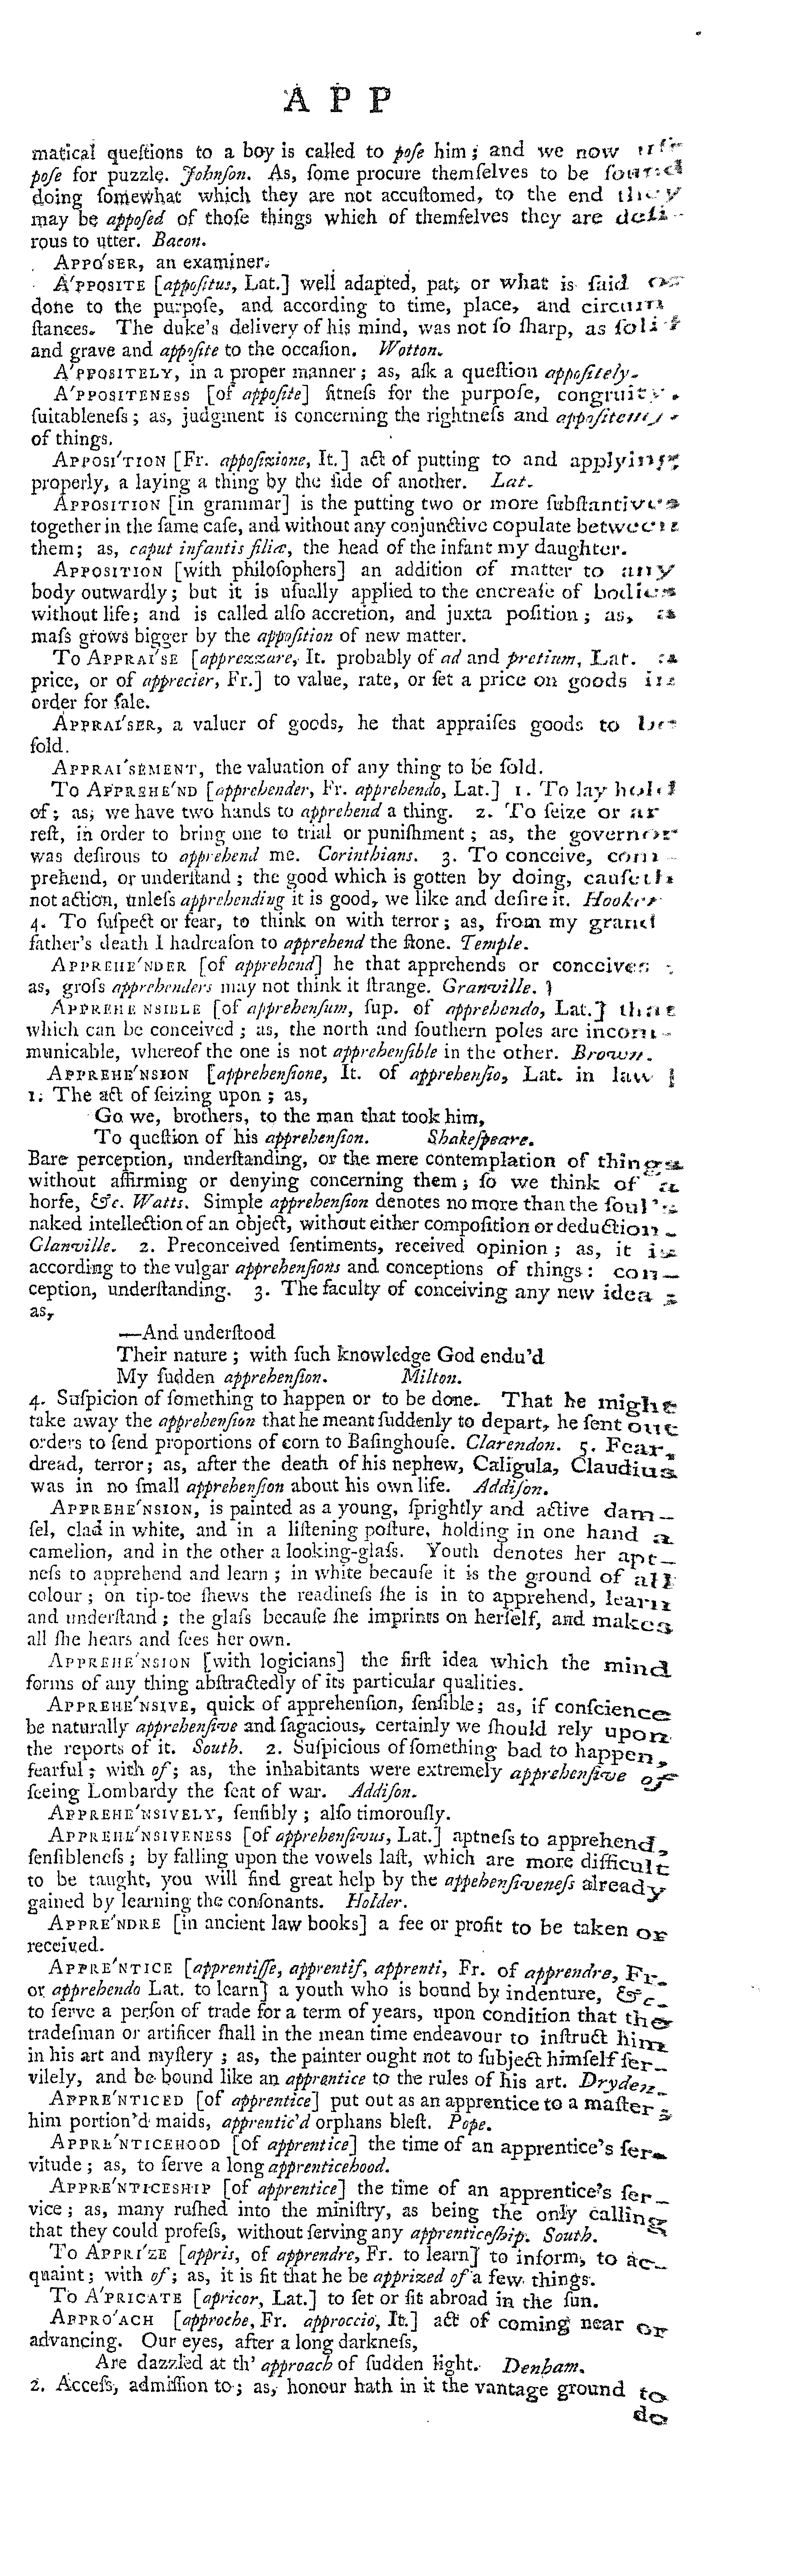 A P P
matical queſtions to a boy is called to poſe him; and we now uſe
poſe for puzzle. Johnſon. As, ſome procure themſelves to be found
doing ſomewhat which they are not accuſtomed, to the end they
may be appoſed of thoſe things which of themſelves they are deſi-
rous to utter. Bacon.
APPO'SER, an examiner.
A'PPOSITE [appoſitus, Lat.] well adapted, pat, or what is ſaid or
done to the purpoſe, and according to time, place, and circum
ſtances. The duke's delivery of his mind, was not ſo ſharp, as ſolid
and grave and appoſite to the occaſion. Wotton.
A'PPOSITELY, in a proper manner; as, aſk a queſtion appoſitely.
A'PPOSITENESS [of appoſite] fitneſs for the purpoſe, congruity,
ſuitableneſs; as, judgment is concerning the rightneſs and appoſiteneſs
of things.
APPOSI'TION [Fr. appoſizione, It.] act of putting to and applying
properly, a laying a thing by the ſide of another. Lat.
APPOSITION [in grammar] is the putting two or more ſubſtantives
together in the ſame caſe, and without any conjunctive copulate between
them; as, caput infantis filiæ, the head of the infant my daughter.
APPOSITION [with philoſophers] an addition of matter to any
body outwardly; but it is uſually applied to the encreaſe of bodies
without life; and is called alſo accretion, and juxta poſition; as, a
maſs grows bigger by the appoſition of new matter.
To APPRAI'SE [apprezzare, It. probably of ad and pretium, Lat. a
price, or of apprecier, Fr.] to value, rate, or ſet a price on goods in
order for ſale.
APPRAI'SER, a valuer of goods, he that appraiſes goods to be
ſold.
APPRAI'SEMENT, the valuation of any thing to be ſold.
To APPREHE'ND [apprehender, Fr. apprehendo, Lat.] 1. To lay hold
of; as, we have two hands to apprehend a thing. 2. To ſeize or ar
reſt, in order to bring one to trial or puniſhment; as, the governor
was deſirous to apprehend me. Corinthians. 3. To conceive, com-
prehend, or underſtand; the good which is gotten by doing, cauſeth
not action, unleſs apprehending it is good, we like and deſire it. Hooker
4. To ſuſpect or fear, to think on with terror; as, from my grand
father's death I had reaſon to apprehend the ſtone. Temple.
APPREHE'NDER [of apprehend] he that apprehends or conceives;
as, groſs apprehenders may not think it ſtrange. Granville.
APPREHE NSIBLE [of apprehenſum, ſup. of apprehendo, Lat.] that
which can be conceived; as, the north and ſouthern poles are incom-
municable, whereof the one is not apprehenſible in the other. Brown.
APPREHE'NSION [apprehenſione, It. of apprehenſio, Lat. in law]
1. The act of ſeizing upon; as,
Go we, brothers, to the man that took him,
To queſtion of his apprehenſion. Shakeſpeare.
Bare perception, underſtanding, or the mere contemplation of things
without affirming or denying concerning them; ſo we think of a
horſe, &c. Watts. Simple apprehenſion denotes no more than the ſoul's
naked intellection of an object, without either compoſition or deduction.
Glanville. 2. Preconceived ſentiments, received opinion; as, it is
according to the vulgar apprehenſions and conceptions of things: con-
ception, underſtanding. 3. The faculty of conceiving any new idea;
as,
—And underſtood
Their nature; with ſuch knowledge God endu'd
My ſudden apprehenſion. Milton.
4. Suſpicion of ſomething to happen or to be done. That he might
take away the apprehenſion that he meant ſuddenly to depart, he ſent out
orders to ſend proportions of corn to Baſinghouſe. Clarendon. 5. Fear,
dread, terror; as, after the death of his nephew, Caligula, Claudius
was in no ſmall apprehenſion about his own life. Addiſon.
APPREHE'NSION, is painted as a young, ſprightly and active dam-
ſel, clad in white, and in a liſtening poſture, holding in one hand a
camelion, and in the other a looking-glaſs. Youth denotes her apt-
neſs to apprehend and learn; in white becauſe it is the ground of all
colour; on tip-toe ſhews the readineſs ſhe is in to apprehend, learn
and underſtand; the glaſs becauſe ſhe imprints on herſelf, and makes
all ſhe hears and ſees her own.
APPREHE'NSION [with logicians] the firſt idea which the mind
forms of any thing abſtractedly of its particular qualities.
APPREHE'NSIVE, quick of apprehenſion, ſenſible; as, if conſcience
be naturally apprehenſive and ſagacious, certainly we ſhould rely upon
the reports of it. South. 2. Suſpicious of ſomething bad to happen,
fearful; with of; as, the inhabitants were extremely apprehenſive of
ſeeing Lombardy the ſeat of war. Addiſon.
APPREHE'NSIVELY, ſenſibly; alſo timorouſly.
APPREHE'NSIVENESS [of apprehenſivus, Lat.] aptneſs to apprehend,
ſenſibleneſs; by falling upon the vowels laſt, which are more difficult
to be taught, you will find great help by the appehenſiveneſs already
gained by learning the conſonants. Holder.
APPRE'NDRE [in ancient law books] a fee or profit to be taken or
received.
APPRE'NTICE [apprentiſſe, apprentif, apprenti, Fr. of apprendre, Fr.
or apprehendo Lat. to learn] a youth who is bound by indenture, &c.
to ſerve a perſon of trade for a term of years, upon condition that the
tradeſman or artificer ſhall in the mean time endeavour to inſtruct him
in his art and myſtery; as, the painter ought not to ſubject himſelf ſer-
vilely, and be bound like an apprentice to the rules of his art. Dryden.
APPRE'NTICED [of apprentice] put out as an apprentice to a maſter;
him portion'd maids, apprentic'd orphans bleſt. Pope.
APPRE'NTICEHOOD [of apprentice] the time of an apprentice's ſer-
vitude; as, to ſerve a long apprenticehood.
APPRE'NTICESHIP [of apprentice] the time of an apprentice's ſer-
vice; as, many ruſhed into the miniſtry, as being the only calling
that they could profeſs, without ſerving any apprenticeſhip. South.
To APPRI'ZE [appris, of apprendre, Fr. to learn] to inform, to ac-
quaint; with of; as, it is fit that he be apprized of a few things.
To A'PRICATE [apricor, Lat.] to ſet or ſit abroad in the ſun.
APPRO'ACH [approche, Fr. approccio, It.] act of coming near or
advancing. Our eyes, after a long darkneſs,
Are dazzled at th' approach of ſudden light. Denham.
2. Acceſs, admiſſion to; as, honour hath in it the vantage ground to
do